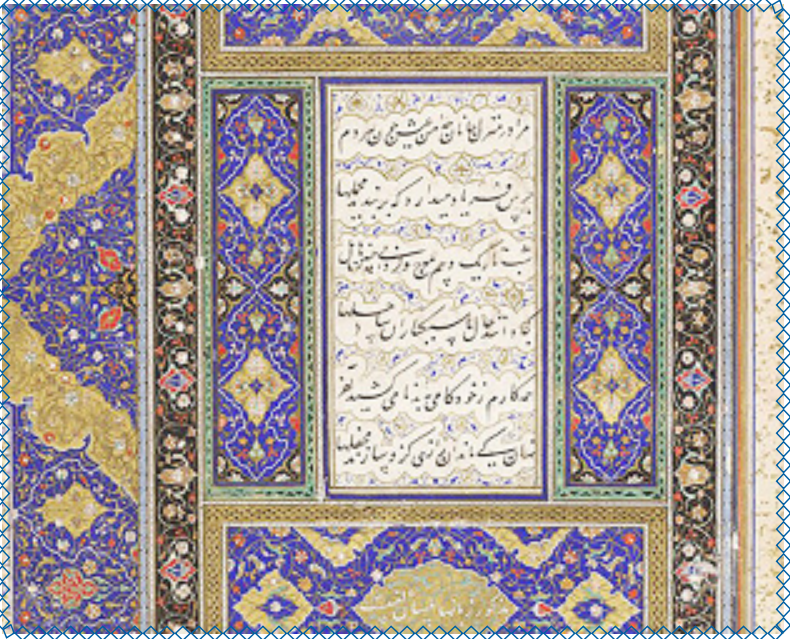 مرا در منزل جانان چه امن عیش چون هر دم
جرس فریاد میدارد که بربندید محملها
شب تاریک و بیم موج و چنین هایل
کجا دانند حال ما سبکباران ساحلها
همه کارم ز خودکامی به بدنامی کشید آخر
نهان کی ماند آن رازی کزو سازند محفلها